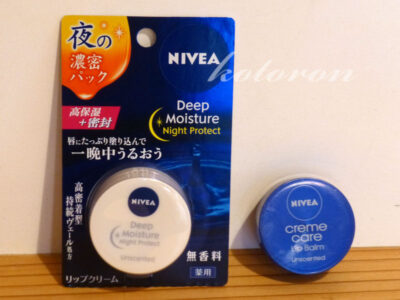 夜の
濃密
パック
NIVEA
kotoron
高保湿
+密封
Deep
Moisture
Night Protect
唇にたっぷり塗り込んで
一晩中うるおう
高密着型
持続ヴェール処方
NIVEA
Deep
Moisture
Night Protect
Unscented
無香料
薬用
リップクリーム
NIVEA
creme
care
Lip Balm
unscented